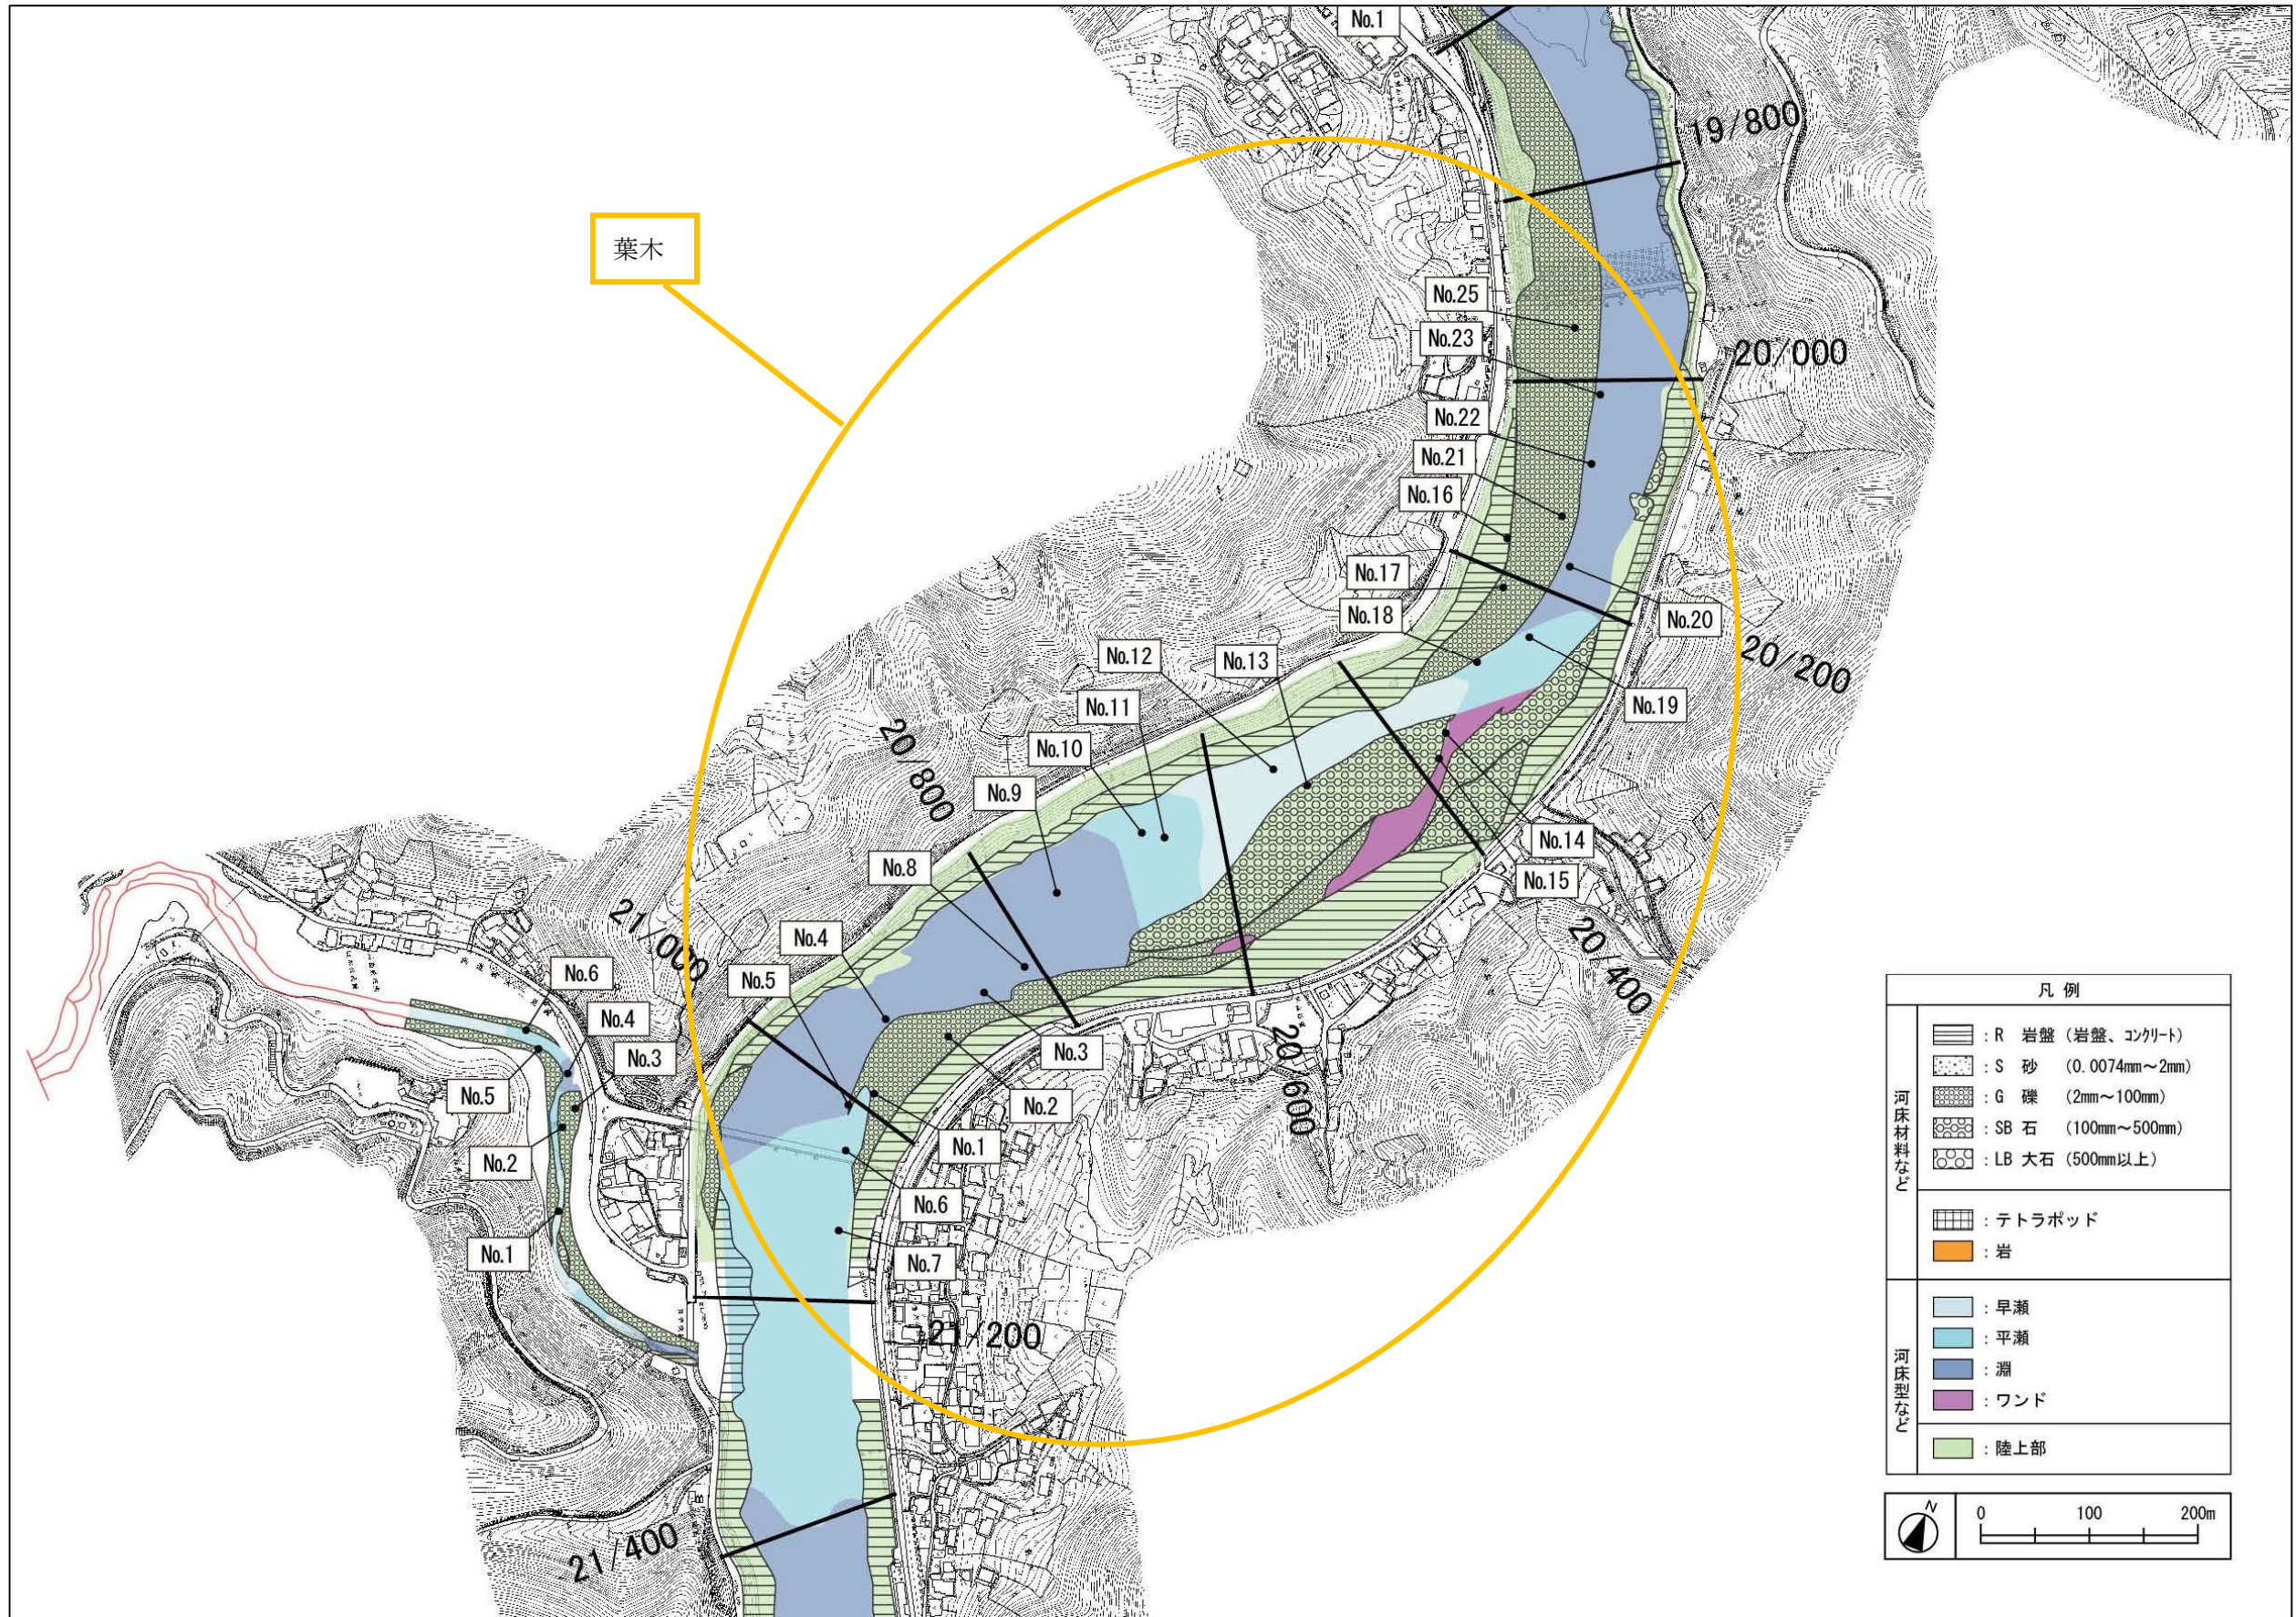 No.1
19/800
葉木
No.25
No.23
20/000
No.22
No.21
No.16
No.17
No.18
No.20
20/200
No.12
No.13
No.19
No.11
No.10
20/800
No.9
No.14
No.8
No.15
20/400
21/000
No.4
No.5
No.6
No.4
No.3
No.3
20/600
No.5
No.2
No.1
No.2
No.6
No.1
No.7
21/200
21/400
凡 例
河床材料など
: R 岩盤 (岩盤、コンクリート)
: S 砂 (0.0074mm～2mm)
: G 礫 (2mm～100mm)
: SB 石 (100mm～500mm)
: LB 大石 (500mm以上)
: テトラポッド
: 岩
河床型など
: 早瀬
: 平瀬
: 淵
: ワンド
: 陸上部
N
0 100 200m